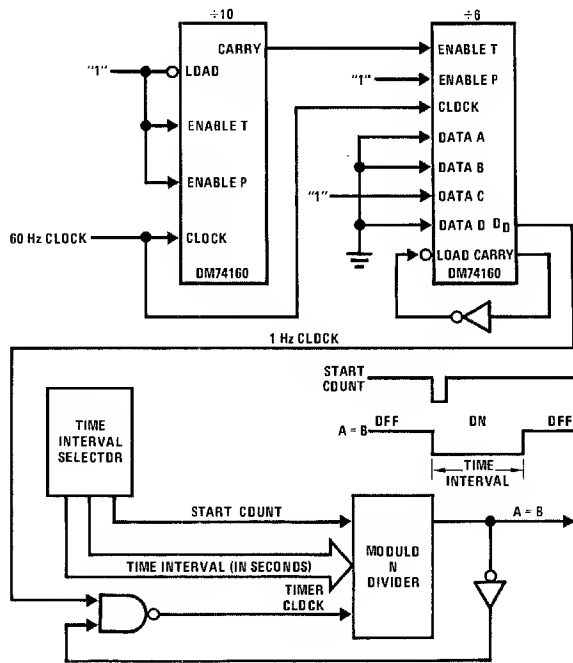 ÷10
CARRY
"1"
LOAD
ENABLE T
ENABLE P
60 Hz CLOCK
CLOCK
DM74160
÷6
ENABLE T
"1"
ENABLE P
CLOCK
DATA A
DATA B
"1"
DATA C
DATA D DD
LOAD CARRY
DM74160
1 Hz CLOCK
START
COUNT
A = B
OFF
ON
OFF
TIME
INTERVAL
TIME
INTERVAL
SELECTOR
START COUNT
TIME INTERVAL (IN SECONDS)
TIMER
CLOCK
MODULO
N
DIVIDER
A = B